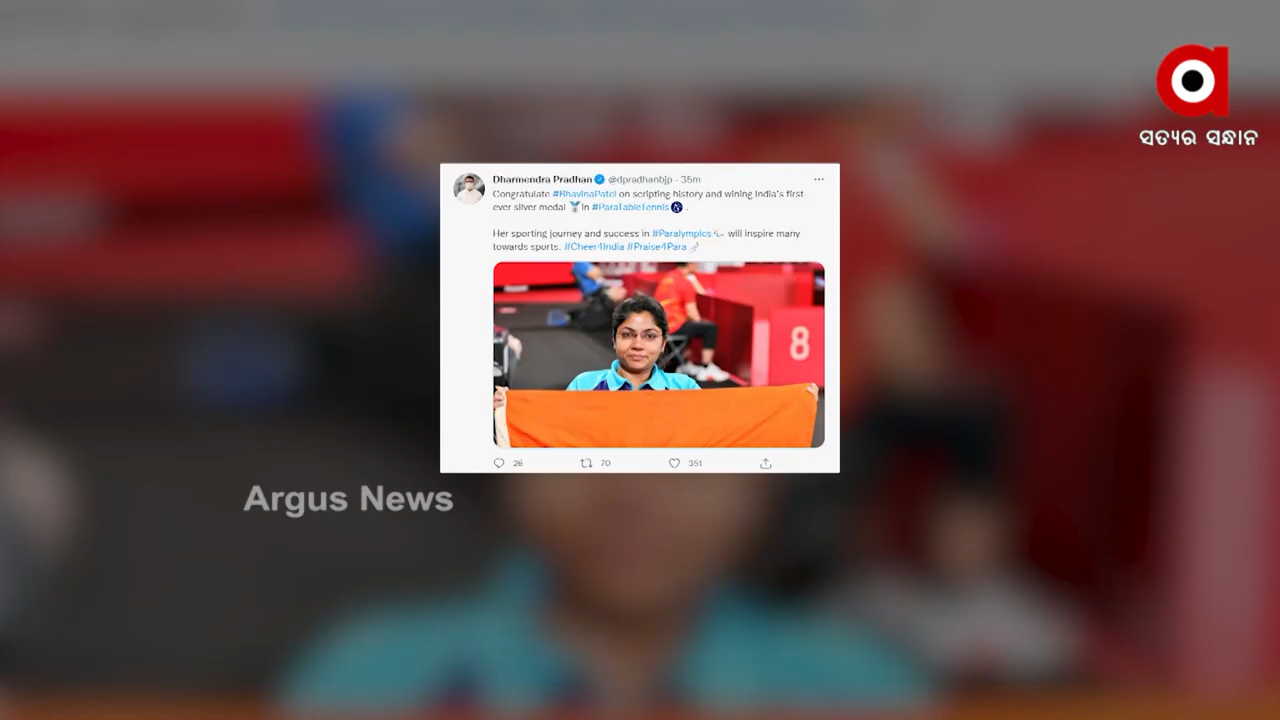 ସତ୍ୟର ସନ୍ଧାନ
Dharmendra Pradhan @dpradhanbjp · 35m
Congratulate #BhavinaPatel on scripting history and wining India's first-
ever silver medal in #ParaTableTennis .
Her sporting journey and success in #Paralympics will inspire many
towards sports. #Cheer4India #Praise4Para
8
26 70 351
Argus News